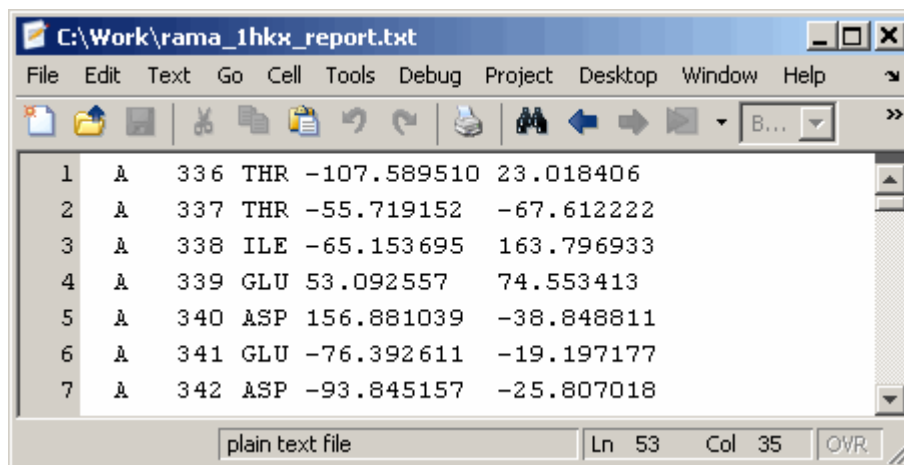 C:\Work\rama_1hkx_report.txt
File Edit Text Go Cell Tools Debug Project Desktop Window Help
B...
1 A 336 THR -107.589510 23.018406
2 A 337 THR -55.719152 -67.612222
3 A 338 ILE -65.153695 163.796933
4 A 339 GLU 53.092557 74.553413
5 A 340 ASP 156.881039 -38.848811
6 A 341 GLU -76.392611 -19.197177
7 A 342 ASP -93.845157 -25.807018
plain text file Ln 53 Col 35 OVR